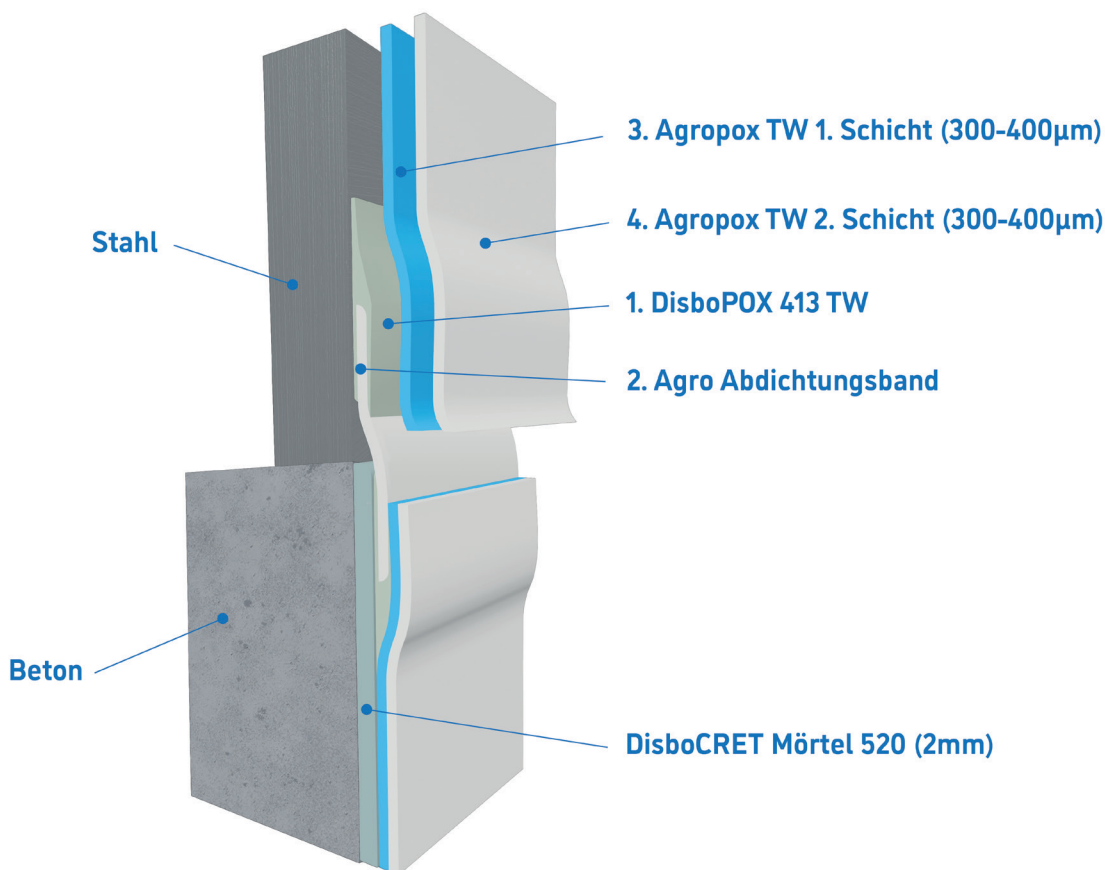 3. Agropox TW 1. Schicht (300-400µm)
4. Agropox TW 2. Schicht (300-400µm)
Stahl
1. DisboPOX 413 TW
2. Agro Abdichtungsband
Beton
DisboCRET Mörtel 520 (2mm)